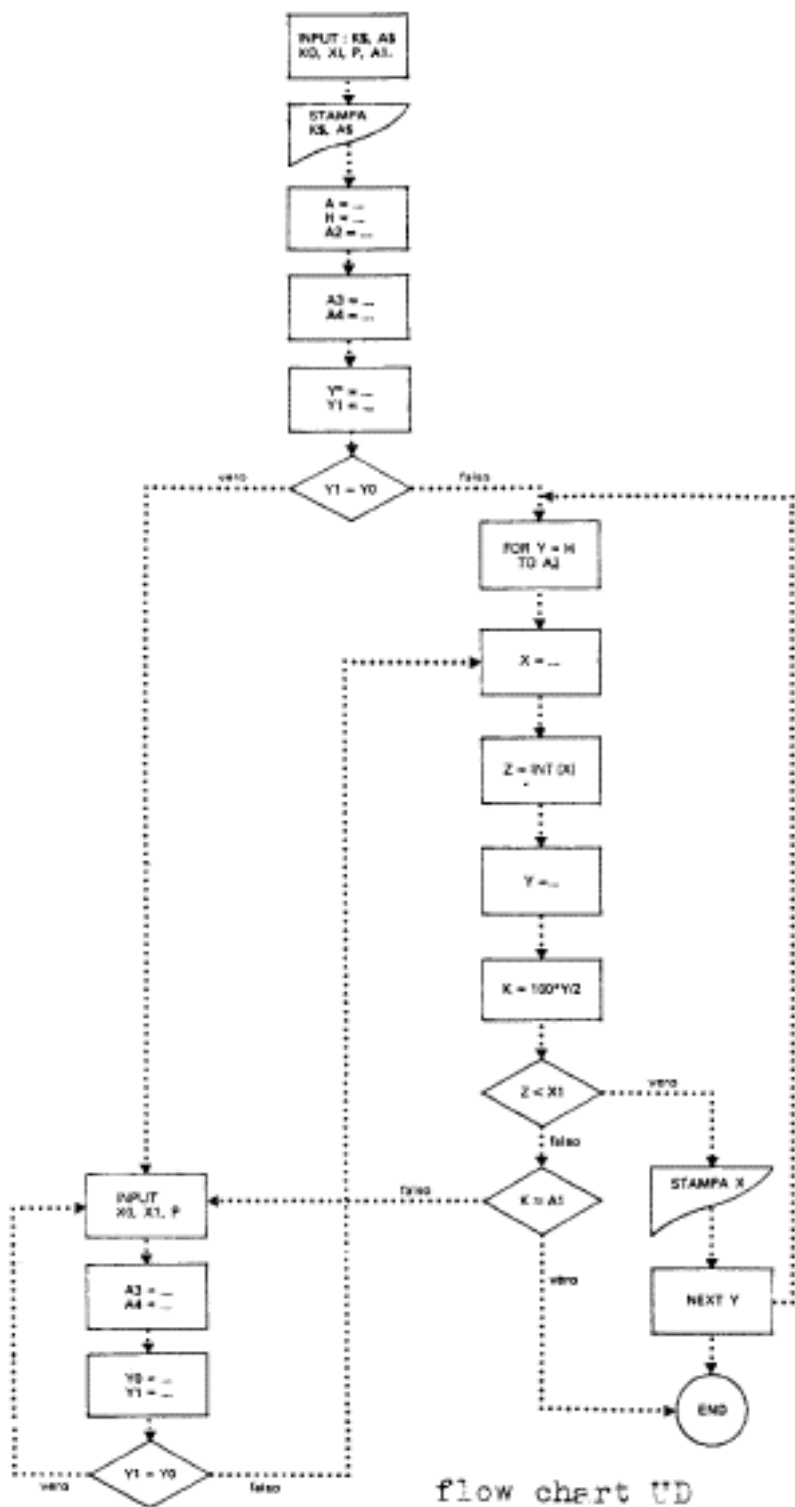 INPUT : K$, A$
X0, XI, P, A1.
STAMPA
K$, A$
A = ...
H = ...
A2 = ...
A3 = ...
A4 = ...
Y" = ...
Y1 = ...
vero
Y1 = Y0
falso
FOR Y = H
TO A2
X = ...
Z = INT (X)
Y = ...
K = 100*Y/2
Z < X1
vero
falso
INPUT
X0, X1, P
falso
K = A1
STAMPA X
vero
A3 = ...
A4 = ...
NEXT Y
Y0 = ...
Y1 = ...
END
vero
Y1 = Y0
falso
flow chart UD